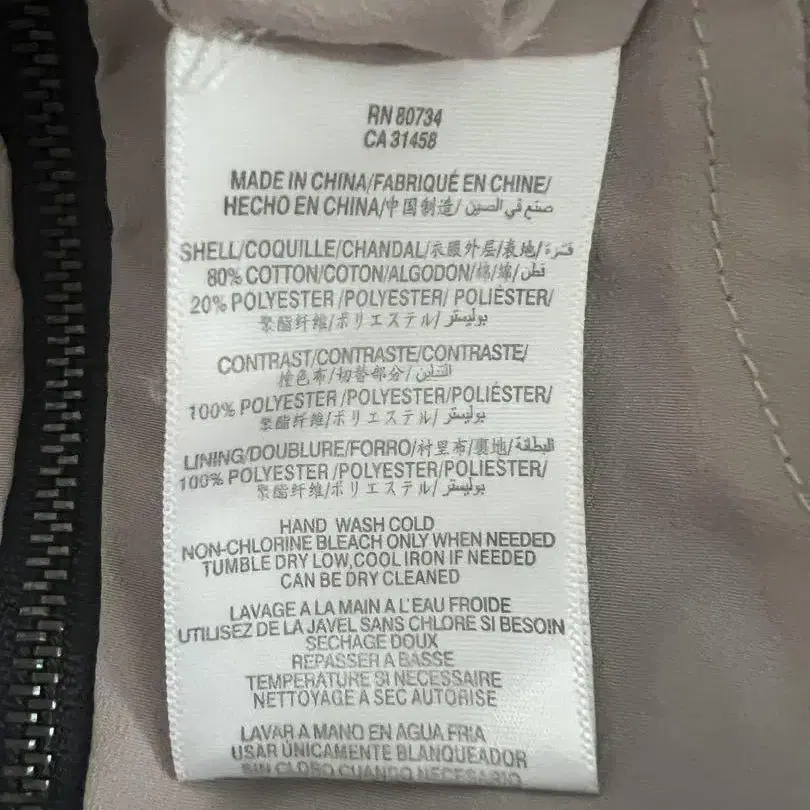 RN 80734
CA 31458
MADE IN CHINA/FABRIQUÉ EN CHINE/
HECHO EN CHINA/中国制造/ صنع في الصين
SHELL/COQUILLE/CHANDAL/衣服外层/表地/قشرة
80% COTTON/COTON/ALGODON/棉/綿/قطن
20% POLYESTER /POLYESTER/ POLIÉSTER/
聚酯纤维/ポリエステル/ بوليستر
CONTRAST/CONTRASTE/CONTRASTE/
撞色布/切替部分/
100% POLYESTER /POLYESTER/POLIÉSTER/
聚酯纤维/ポリエステル/ بوليستر
LINING/DOUBLURE/FORRO/衬里布/裏地/البطانة
100% POLYESTER /POLYESTER/POLIÉSTER/
聚酯纤维/ポリエステル/ بوليستر
HAND WASH COLD
NON-CHLORINE BLEACH ONLY WHEN NEEDED
TUMBLE DRY LOW,COOL IRON IF NEEDED
CAN BE DRY CLEANED
LAVAGE A LA MAIN A L'EAU FROIDE
UTILISEZ DE LA JAVEL SANS CHLORE SI BESOIN
SECHAGE DOUX
REPASSER A BASSE
TEMPERATURE SI NECESSAIRE
NETTOYAGE A SEC AUTORISE
LAVAR A MANO EN AGUA FRIA
USAR ÚNICAMENTE BLANQUEADOR
SIN CLORO CUANDO NECESARIO